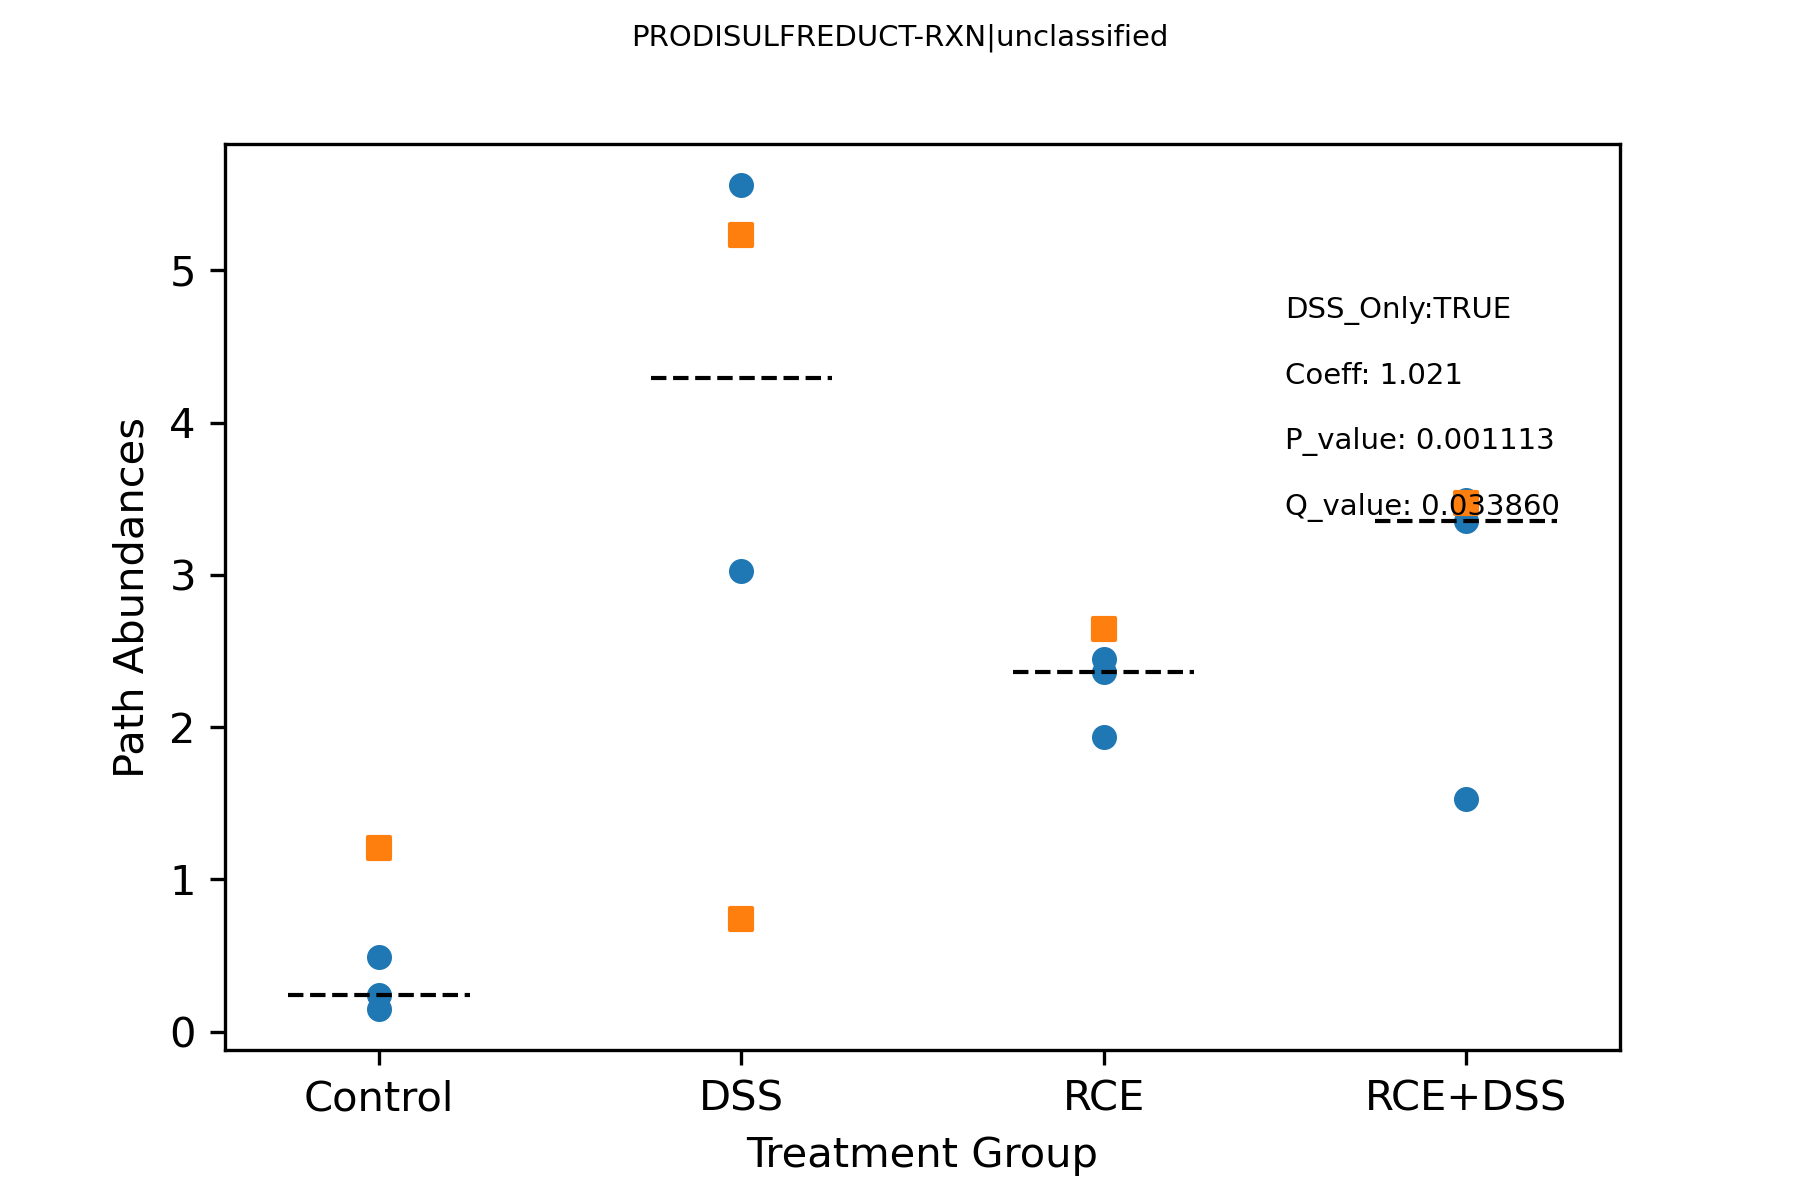 PRODISULFREDUCT-RXN|unclassified
5
4
3
2
1
0
Path Abundances
DSS_Only:TRUE
Coeff: 1.021
P_value: 0.001113
Q_value: 0.033860
Control DSS RCE RCE+DSS
Treatment Group